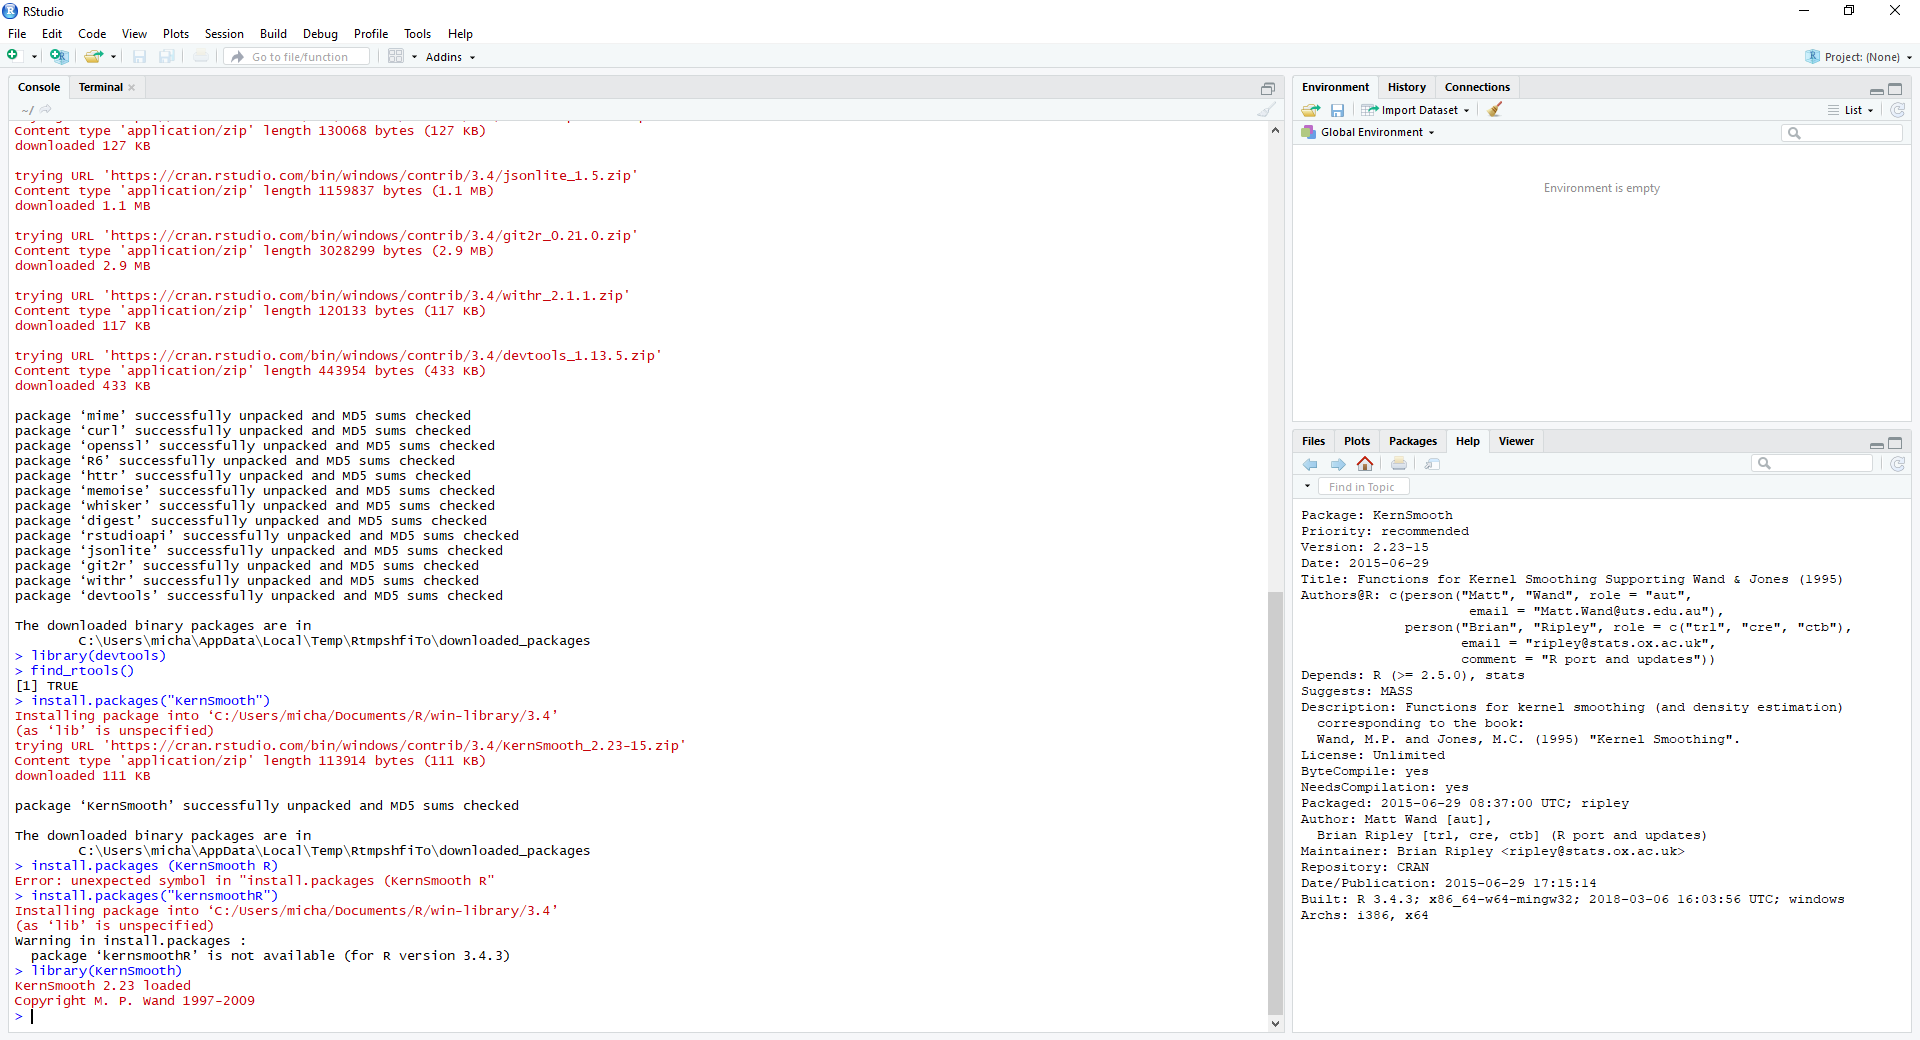 RStudio
File Edit Code View Plots Session Build Debug Profile Tools Help
Go to file/function Addins Project: (None)
Console Terminal
~/
Content type 'application/zip' length 130068 bytes (127 KB)
downloaded 127 KB
trying URL 'https://cran.rstudio.com/bin/windows/contrib/3.4/jsonlite_1.5.zip'
Content type 'application/zip' length 1159837 bytes (1.1 MB)
downloaded 1.1 MB
trying URL 'https://cran.rstudio.com/bin/windows/contrib/3.4/git2r_0.21.0.zip'
Content type 'application/zip' length 3028299 bytes (2.9 MB)
downloaded 2.9 MB
trying URL 'https://cran.rstudio.com/bin/windows/contrib/3.4/withr_2.1.1.zip'
Content type 'application/zip' length 120133 bytes (117 KB)
downloaded 117 KB
trying URL 'https://cran.rstudio.com/bin/windows/contrib/3.4/devtools_1.13.5.zip'
Content type 'application/zip' length 443954 bytes (433 KB)
downloaded 433 KB
package ‘mime’ successfully unpacked and MD5 sums checked
package ‘curl’ successfully unpacked and MD5 sums checked
package ‘openssl’ successfully unpacked and MD5 sums checked
package ‘R6’ successfully unpacked and MD5 sums checked
package ‘httr’ successfully unpacked and MD5 sums checked
package ‘memoise’ successfully unpacked and MD5 sums checked
package ‘whisker’ successfully unpacked and MD5 sums checked
package ‘digest’ successfully unpacked and MD5 sums checked
package ‘rstudioapi’ successfully unpacked and MD5 sums checked
package ‘jsonlite’ successfully unpacked and MD5 sums checked
package ‘git2r’ successfully unpacked and MD5 sums checked
package ‘withr’ successfully unpacked and MD5 sums checked
package ‘devtools’ successfully unpacked and MD5 sums checked
The downloaded binary packages are in
C:\Users\micha\AppData\Local\Temp\RtmpshfiTo\downloaded_packages
> library(devtools)
> find_rtools()
[1] TRUE
> install.packages("KernSmooth")
Installing package into ‘C:/Users/micha/Documents/R/win-library/3.4’
(as ‘lib’ is unspecified)
trying URL 'https://cran.rstudio.com/bin/windows/contrib/3.4/KernSmooth_2.23-15.zip'
Content type 'application/zip' length 113914 bytes (111 KB)
downloaded 111 KB
package ‘KernSmooth’ successfully unpacked and MD5 sums checked
The downloaded binary packages are in
C:\Users\micha\AppData\Local\Temp\RtmpshfiTo\downloaded_packages
> install.packages (KernSmooth R)
Error: unexpected symbol in "install.packages (KernSmooth R"
> install.packages("kernsmoothR")
Installing package into ‘C:/Users/micha/Documents/R/win-library/3.4’
(as ‘lib’ is unspecified)
Warning in install.packages :
package ‘kernsmoothR’ is not available (for R version 3.4.3)
> library(KernSmooth)
KernSmooth 2.23 loaded
Copyright M. P. Wand 1997-2009
>
Environment History Connections
Import Dataset List
Global Environment
Environment is empty
Files Plots Packages Help Viewer
Find in Topic
Package: KernSmooth
Priority: recommended
Version: 2.23-15
Date: 2015-06-29
Title: Functions for Kernel Smoothing Supporting Wand & Jones (1995)
Authors@R: c(person("Matt", "Wand", role = "aut",
email = "Matt.Wand@uts.edu.au"),
person("Brian", "Ripley", role = c("trl", "cre", "ctb"),
email = "ripley@stats.ox.ac.uk",
comment = "R port and updates"))
Depends: R (>= 2.5.0), stats
Suggests: MASS
Description: Functions for kernel smoothing (and density estimation)
corresponding to the book:
Wand, M.P. and Jones, M.C. (1995) "Kernel Smoothing".
License: Unlimited
ByteCompile: yes
NeedsCompilation: yes
Packaged: 2015-06-29 08:37:00 UTC; ripley
Author: Matt Wand [aut],
Brian Ripley [trl, cre, ctb] (R port and updates)
Maintainer: Brian Ripley <ripley@stats.ox.ac.uk>
Repository: CRAN
Date/Publication: 2015-06-29 17:15:14
Built: R 3.4.3; x86_64-w64-mingw32; 2018-03-06 16:03:56 UTC; windows
Archs: i386, x64